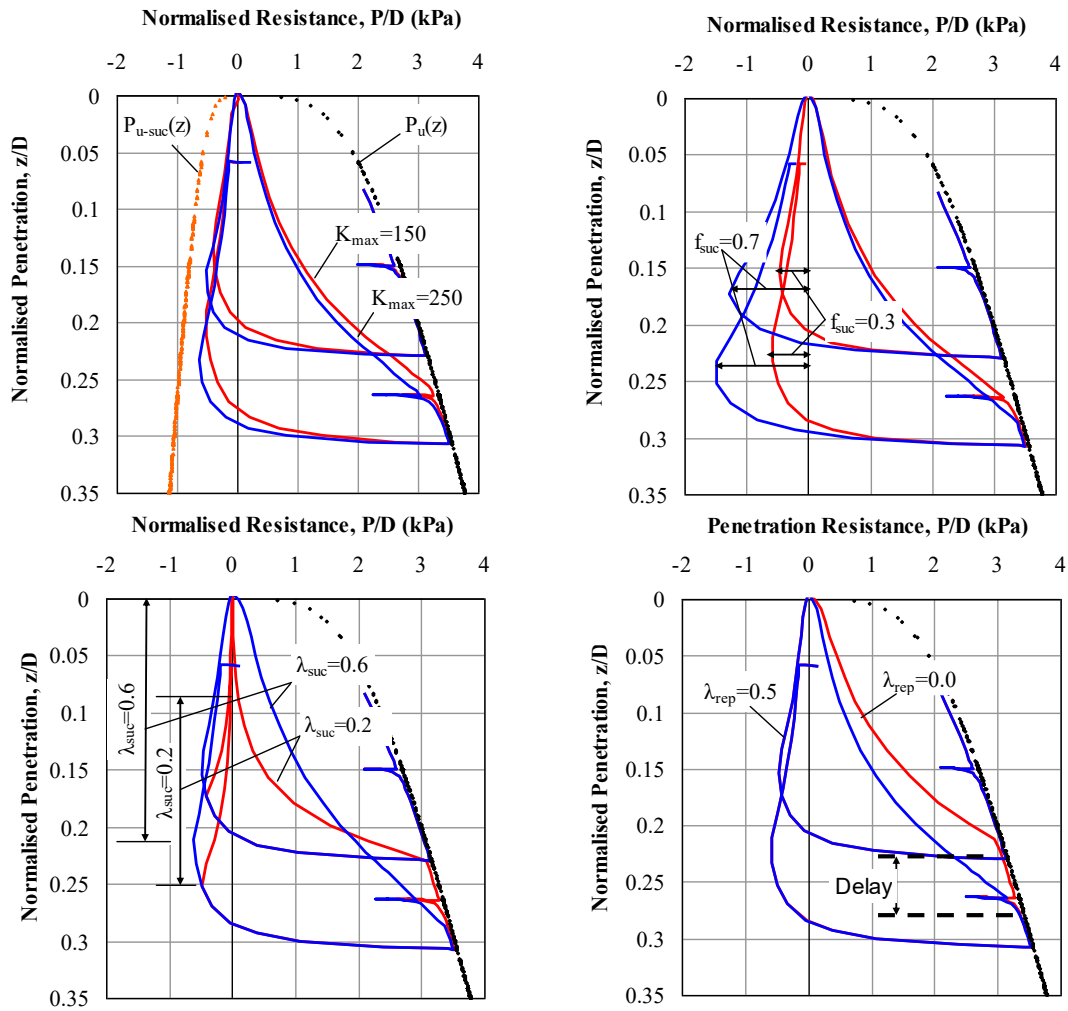 Normalised Resistance, P/D (kPa)
-2 -1 0 1 2 3 4
Normalised Penetration, z/D
0
0.05
0.1
0.15
0.2
0.25
0.3
0.35
Pu-suc(z)
Pu(z)
Kmax=150
Kmax=250
Normalised Resistance, P/D (kPa)
-2 -1 0 1 2 3 4
Normalised Penetration, z/D
0
0.05
0.1
0.15
0.2
0.25
0.3
0.35
fsuc=0.7
fsuc=0.3
Normalised Resistance, P/D (kPa)
-2 -1 0 1 2 3 4
Normalised Penetration, z/D
0
0.05
0.1
0.15
0.2
0.25
0.3
0.35
λsuc=0.6
λsuc=0.2
λsuc=0.6
λsuc=0.2
Penetration Resistance, P/D (kPa)
-2 -1 0 1 2 3 4
Normalised Penetration, z/D
0
0.05
0.1
0.15
0.2
0.25
0.3
0.35
λrep=0.5
λrep=0.0
Delay